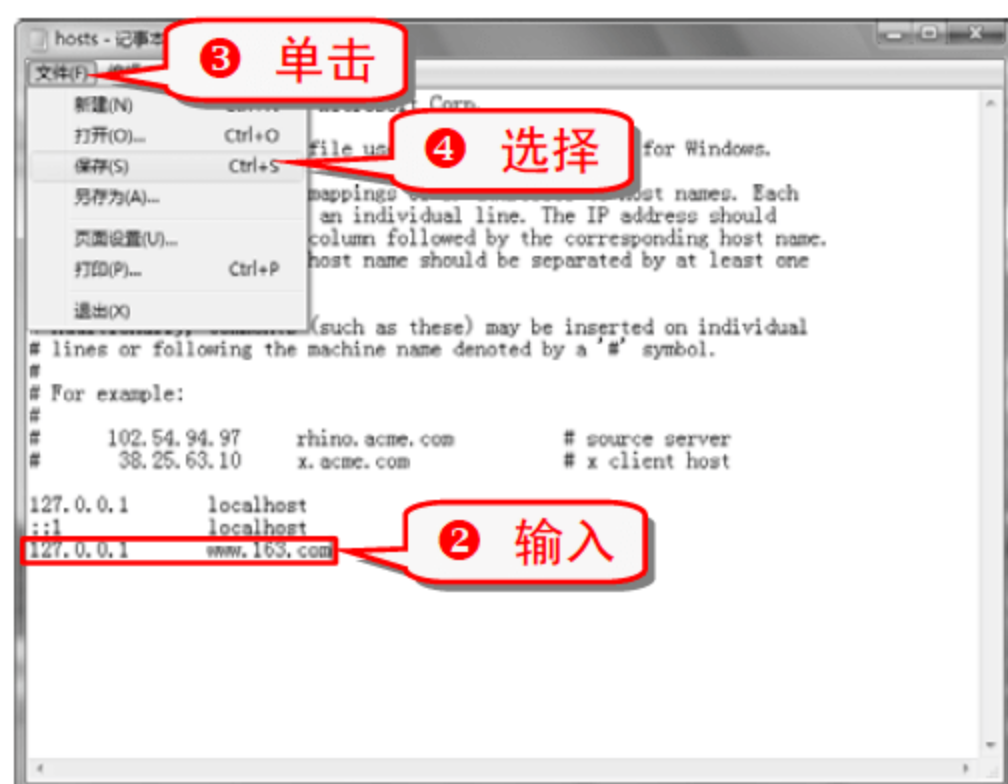 hosts - 记事本
❸ 单击
文件(F)
新建(N)
Microsoft Corp.
打开(O)... Ctrl+O
❹ 选择
file for Windows.
保存(S) Ctrl+S
另存为(A)...
mappings of host names. Each
an individual line. The IP address should
页面设置(U)...
column followed by the corresponding host name.
打印(P)... Ctrl+P
host name should be separated by at least one
退出(X)
(such as these) may be inserted on individual
# lines or following the machine name denoted by a '#' symbol.
#
# For example:
#
# 102.54.94.97 rhino.acme.com # source server
# 38.25.63.10 x.acme.com # x client host
127.0.0.1 localhost
::1 localhost
127.0.0.1 www.163.com
❷ 输入